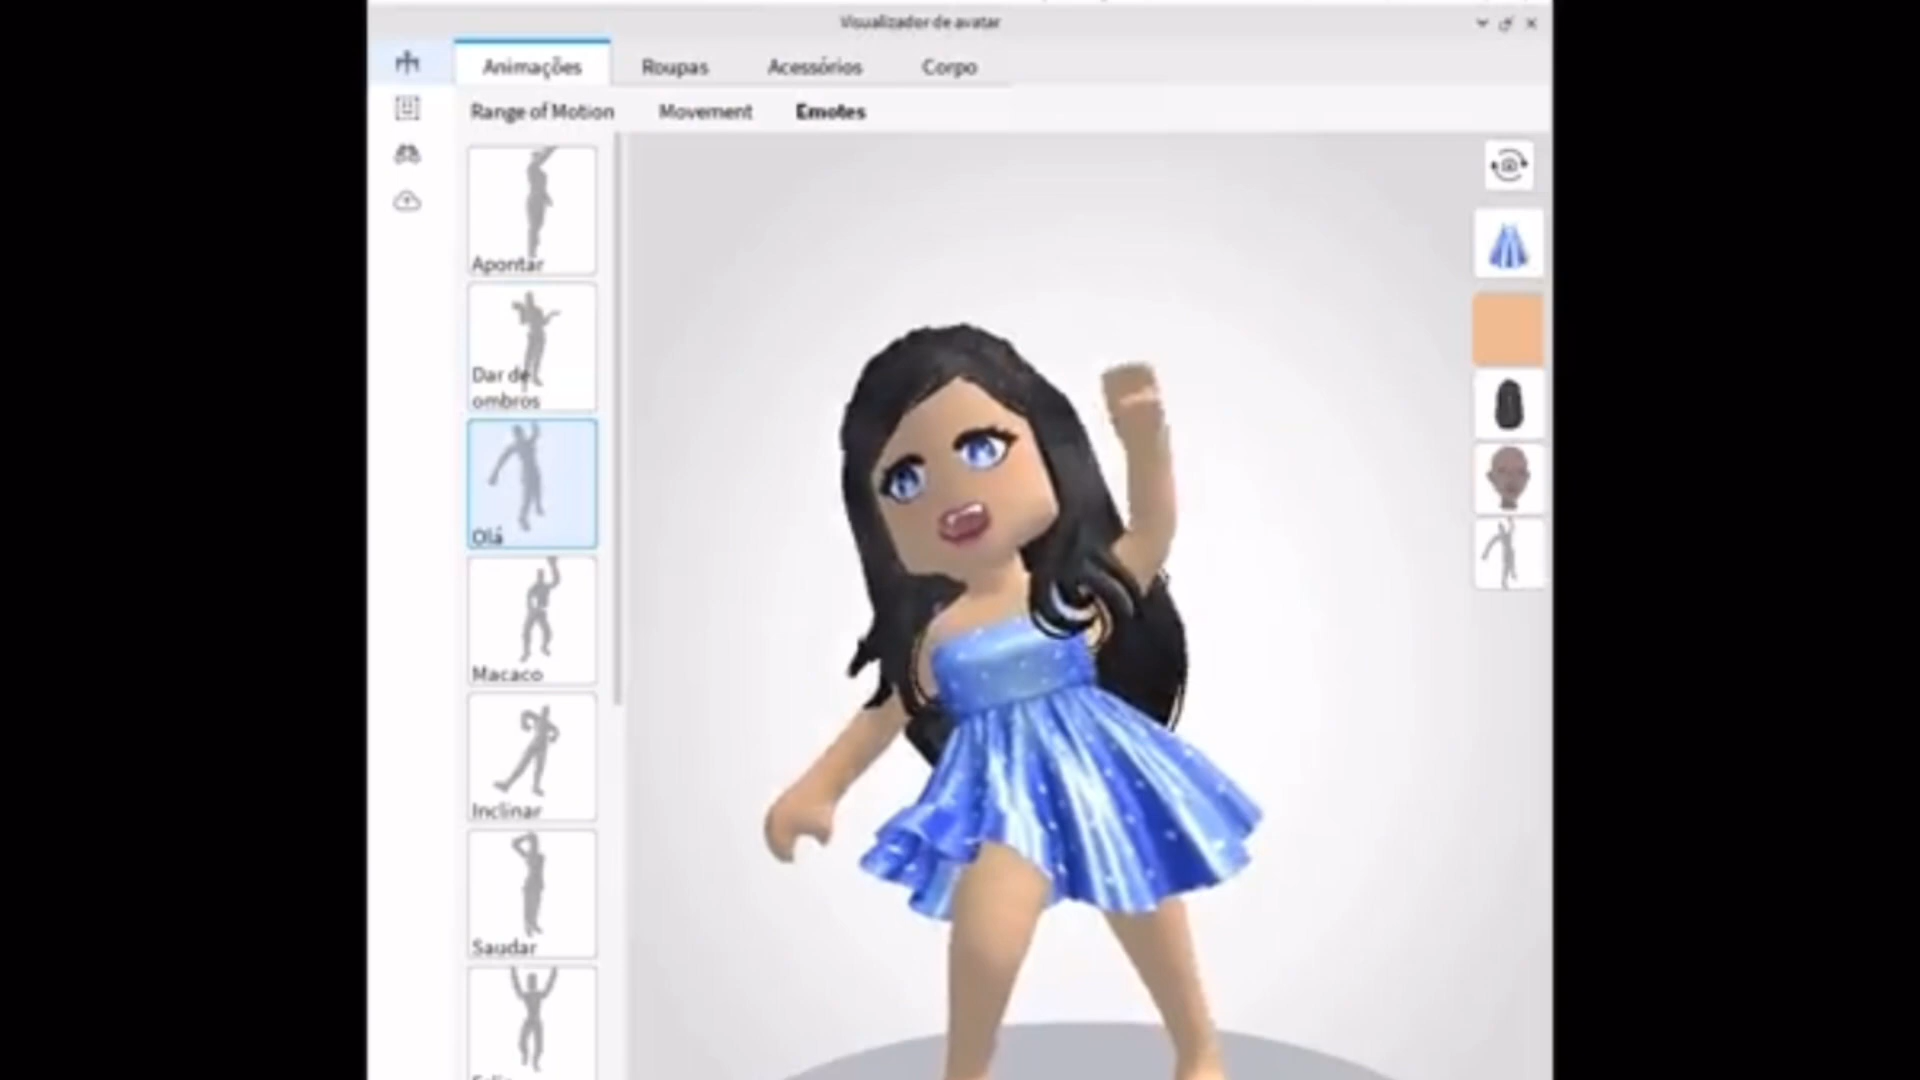 Visualizador de avatar
Animações Roupas Acessórios Corpo
Range of Motion Movement Emotes
Apontar
Dar de
ombros
Olá
Macaco
Inclinar
Saudar